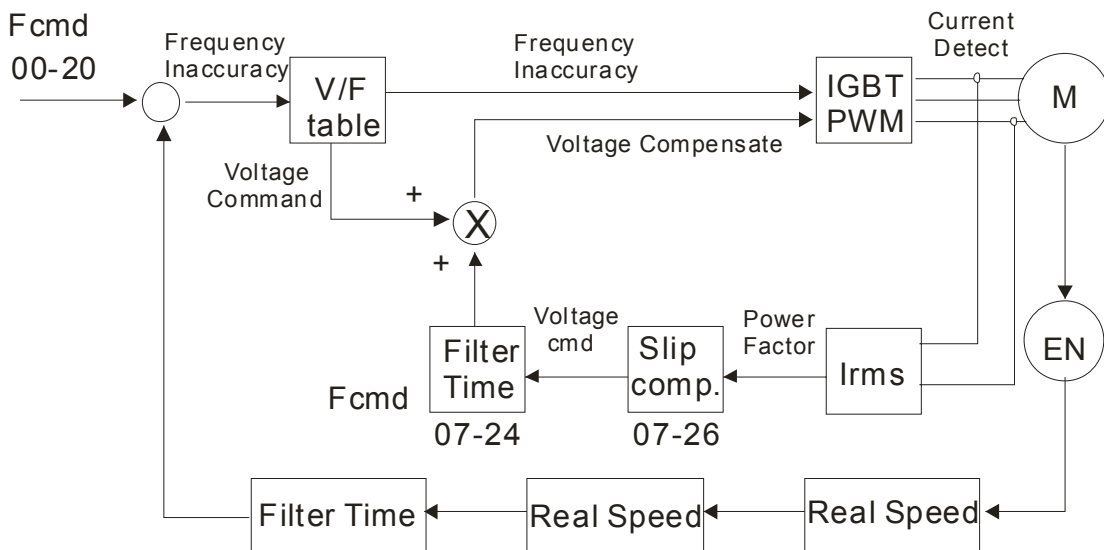 Fcmd
00-20
Frequency
Inaccuracy
V/F
table
Frequency
Inaccuracy
IGBT
PWM
Current
Detect
M
Voltage
Command
+
X
+
Voltage Compensate
Filter
Time
Fcmd
07-24
Voltage
cmd
Slip
comp.
07-26
Power
Factor
Irms
EN
Filter Time
Real Speed
Real Speed